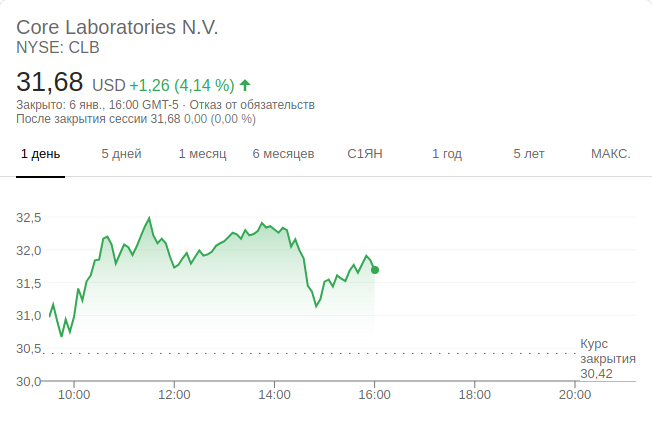 Core Laboratories N.V.
NYSE: CLB
31,68 USD +1,26 (4,14 %)
Закрыто: 6 янв., 16:00 GMT-5 · Отказ от обязательств
После закрытия сессии 31,68 0,00 (0,00 %)
1 день 5 дней 1 месяц 6 месяцев С1ЯН 1 год 5 лет МАКС.
32,5
32,0
31,5
31,0
30,5
30,0
Курс
закрытия
30,42
10:00 12:00 14:00 16:00 18:00 20:00